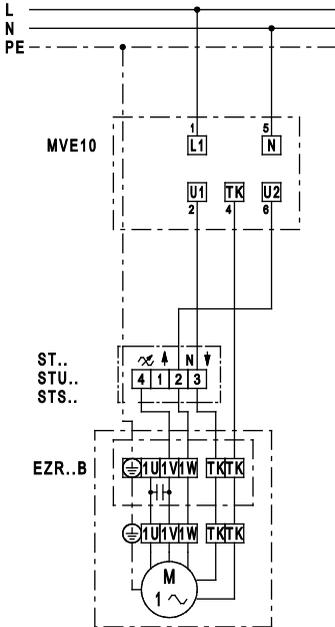 L
N
PE
1 5
MVE10 L1 N
U1 TK U2
2 4 6
ST.. N
STU.. 4 1 2 3
STS..
EZR..B 1U 1V 1W TK TK
1U 1V 1W TK TK
M
1